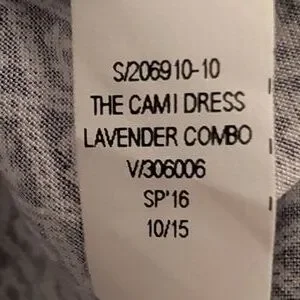 S/206910-10
THE CAMI DRESS
LAVENDER COMBO
V/306006
SP'16
10/15